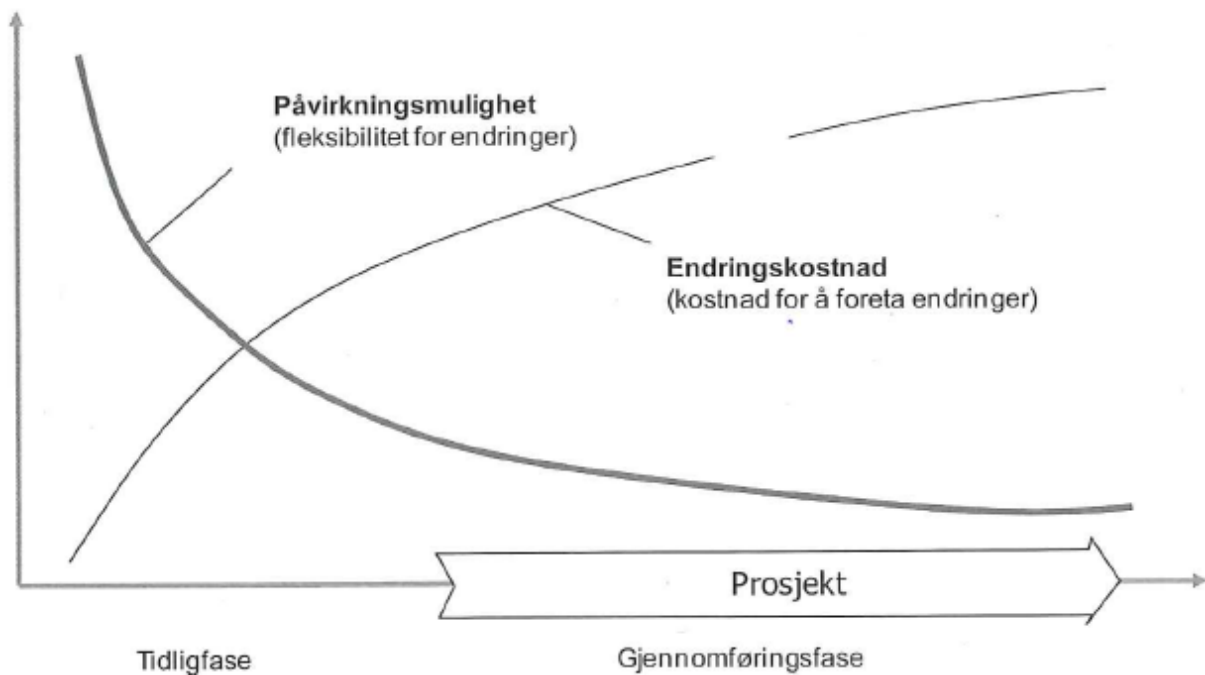 Påvirkningsmulighet
(fleksibilitet for endringer)
Endringskostnad
(kostnad for å foreta endringer)
Prosjekt
Tidligfase
Gjennomføringsfase